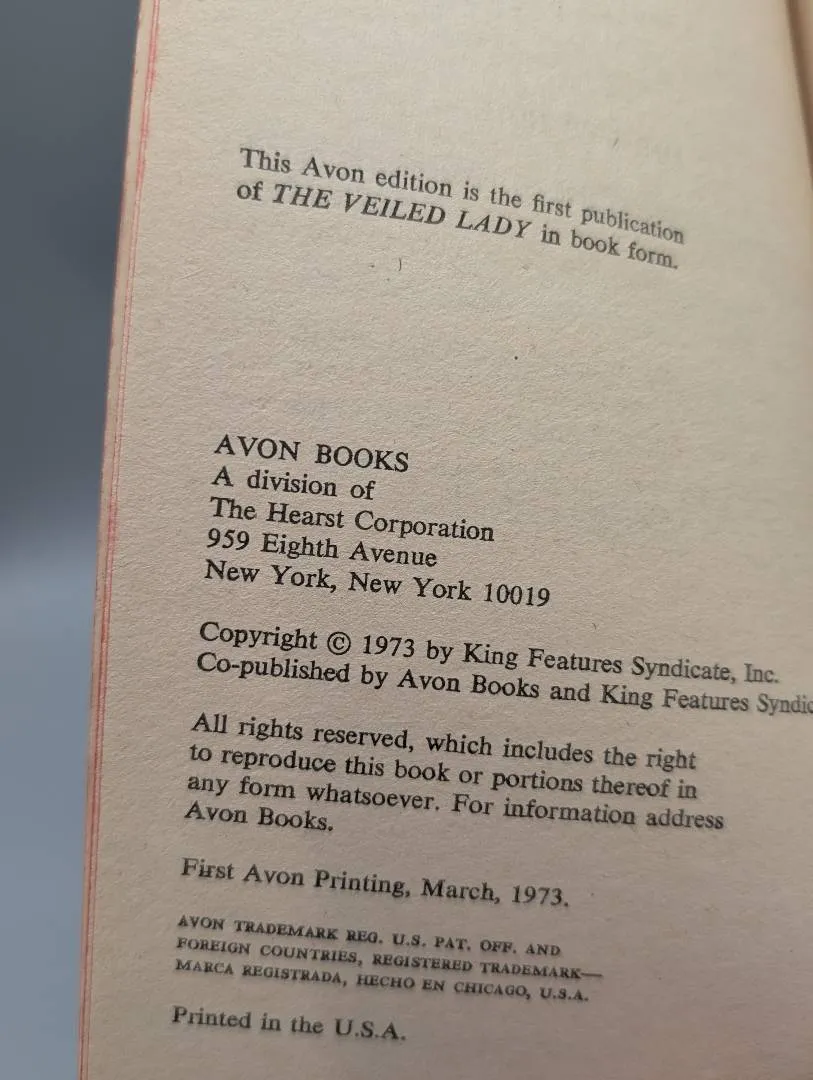 This Avon edition is the first publication
of THE VEILED LADY in book form.
AVON BOOKS
A division of
The Hearst Corporation
959 Eighth Avenue
New York, New York 10019
Copyright © 1973 by King Features Syndicate, Inc.
Co-published by Avon Books and King Features Syndic
All rights reserved, which includes the right
to reproduce this book or portions thereof in
any form whatsoever. For information address
Avon Books.
First Avon Printing, March, 1973.
AVON TRADEMARK REG. U.S. PAT. OFF. AND
FOREIGN COUNTRIES, REGISTERED TRADEMARK—
MARCA REGISTRADA, HECHO EN CHICAGO, U.S.A.
Printed in the U.S.A.